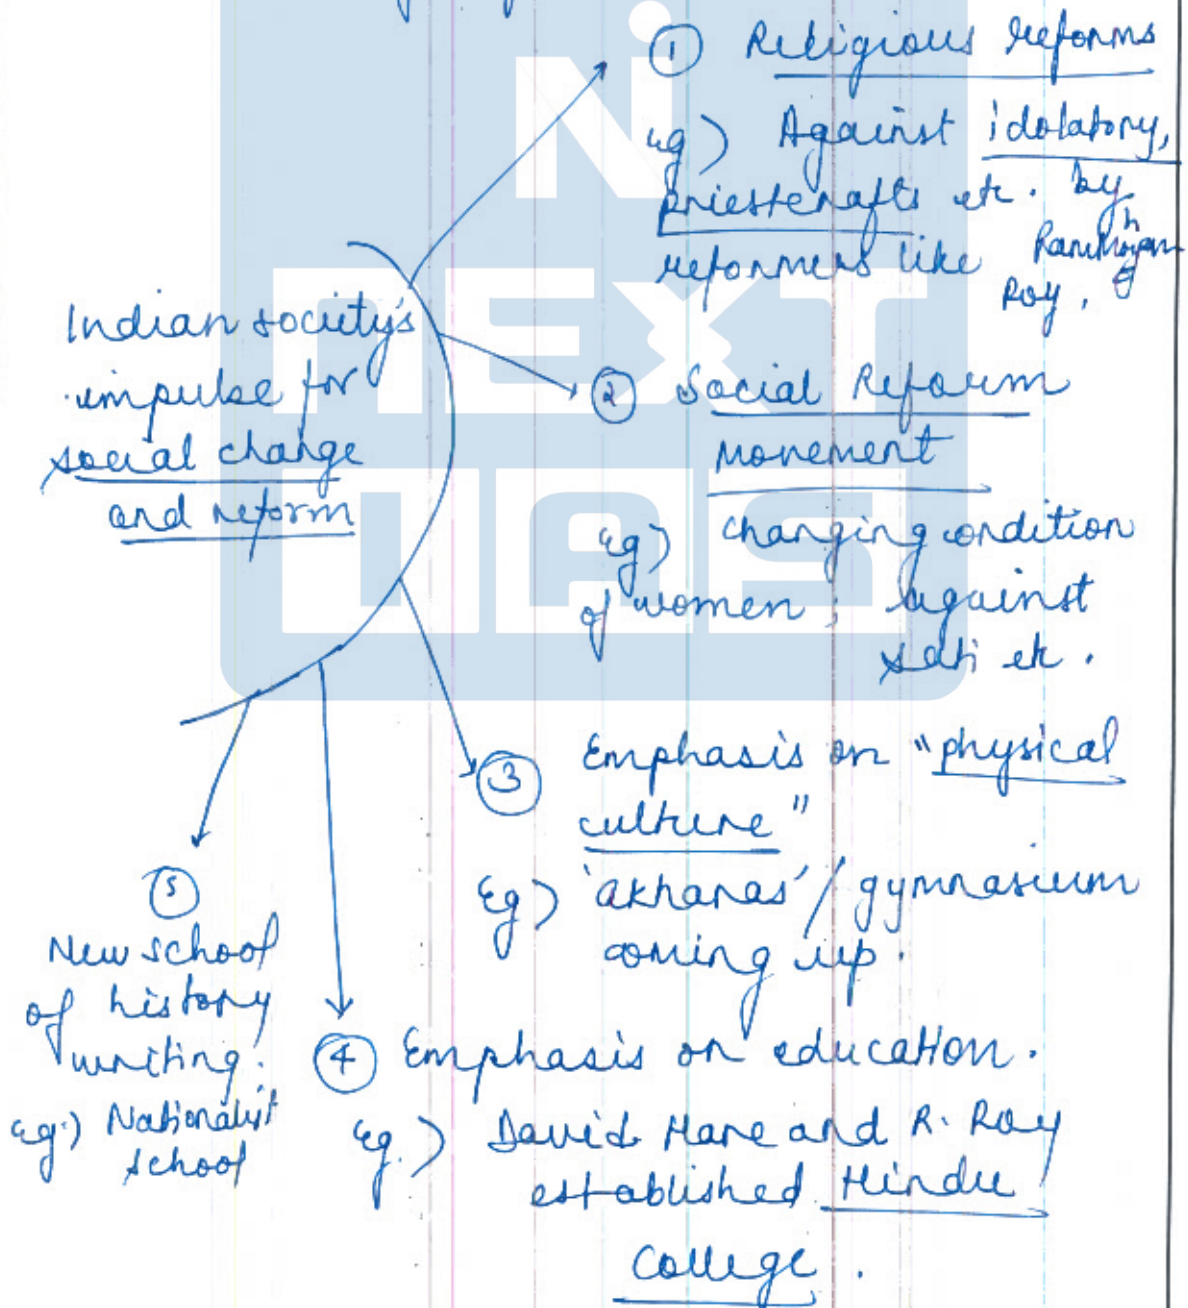 ① Religious reforms
eg) Against idolatory,
priestcrafts etc. by
reformers like Rammohan
Roy.
Indian society's
impulse for
social change
and reform
② Social Reform
movement
eg) changing condition
of women; against
sati etc.
③ Emphasis on "physical
culture"
Eg) 'akharas' / gymnasium
coming up.
④ Emphasis on education.
Eg.) David Hare and R. Roy
established Hindu
College.
⑤
New school
of history
writing.
Eg.) Nationalist
school
NEXT
IAS